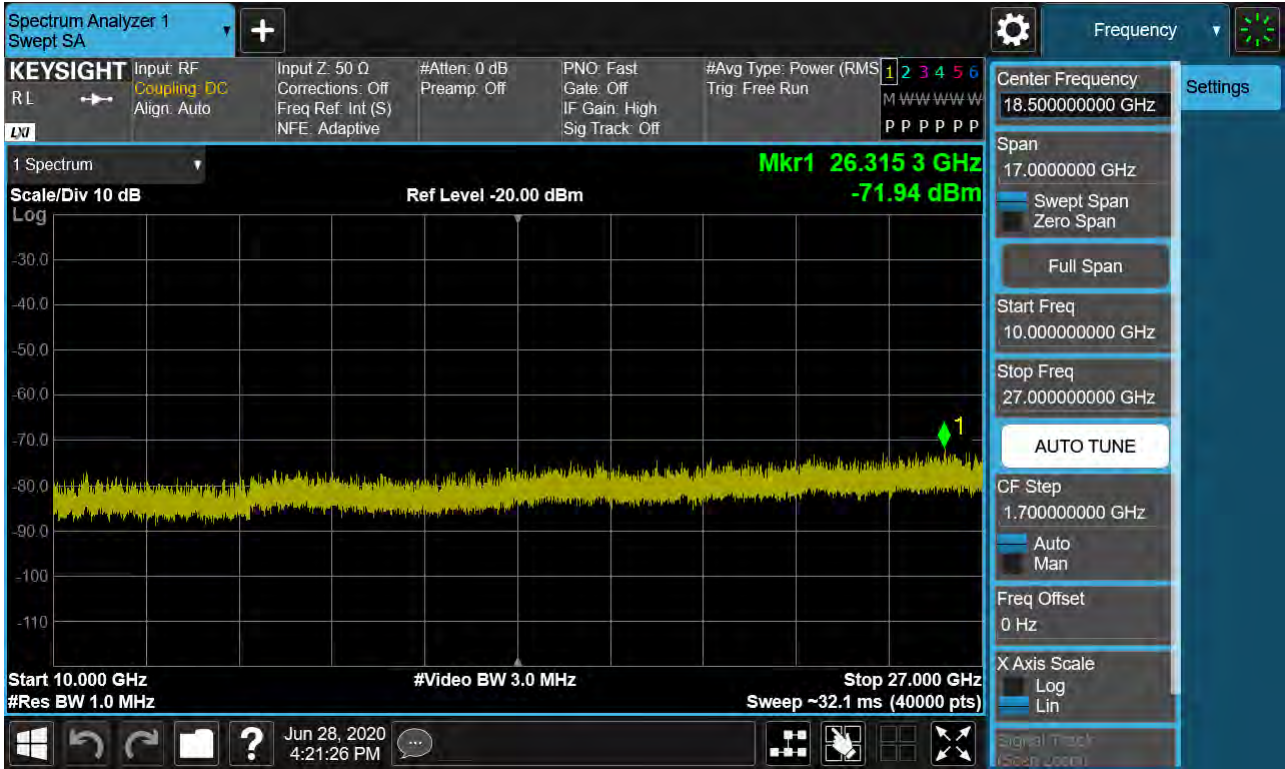 Spectrum Analyzer 1
Swept SA
Frequency
KEYSIGHT
R L
LXI
Input: RF
Coupling: DC
Align: Auto
Input Z: 50 Ω
Corrections: Off
Freq Ref: Int (S)
NFE: Adaptive
#Atten: 0 dB
Preamp: Off
PNO: Fast
Gate: Off
IF Gain: High
Sig Track: Off
#Avg Type: Power (RMS
Trig: Free Run
1 2 3 4 5 6
M W W W W W
P P P P P P
Center Frequency
18.500000000 GHz
Settings
Span
17.0000000 GHz
Swept Span
Zero Span
Full Span
Start Freq
10.000000000 GHz
Stop Freq
27.000000000 GHz
AUTO TUNE
CF Step
1.700000000 GHz
Auto
Man
Freq Offset
0 Hz
X Axis Scale
Log
Lin
Signal Track
(Span Zoom)
1 Spectrum
Mkr1 26.315 3 GHz
-71.94 dBm
Scale/Div 10 dB
Ref Level -20.00 dBm
Log
-30.0
-40.0
-50.0
-60.0
-70.0
-80.0
-90.0
-100
-110
1
Start 10.000 GHz
#Video BW 3.0 MHz
Stop 27.000 GHz
#Res BW 1.0 MHz
Sweep ~32.1 ms (40000 pts)
?
Jun 28, 2020
4:21:26 PM